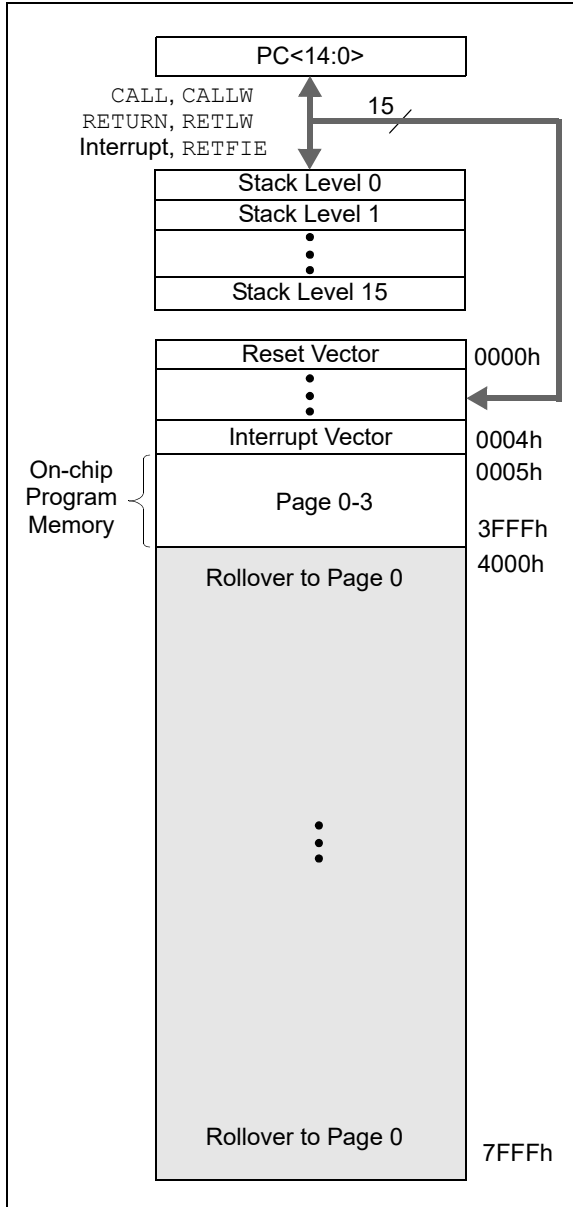 PC<14:0>
CALL, CALLW
RETURN, RETLW
Interrupt, RETFIE
15
Stack Level 0
Stack Level 1
Stack Level 15
Reset Vector
0000h
Interrupt Vector
0004h
On-chip
Program
Memory
Page 0-3
0005h
3FFFh
Rollover to Page 0
4000h
Rollover to Page 0
7FFFh